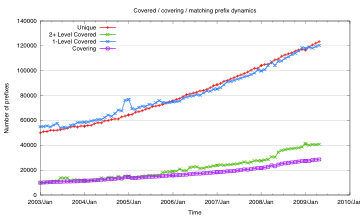 Covered / covering / matching prefix dynamics
140000
120000
100000
80000
60000
40000
20000
0
Number of prefixes
Unique
2+ Level Covered
1-Level Covered
Covering
2003/Jan 2004/Jan 2005/Jan 2006/Jan 2007/Jan 2008/Jan 2009/Jan 2010/Jan
Time